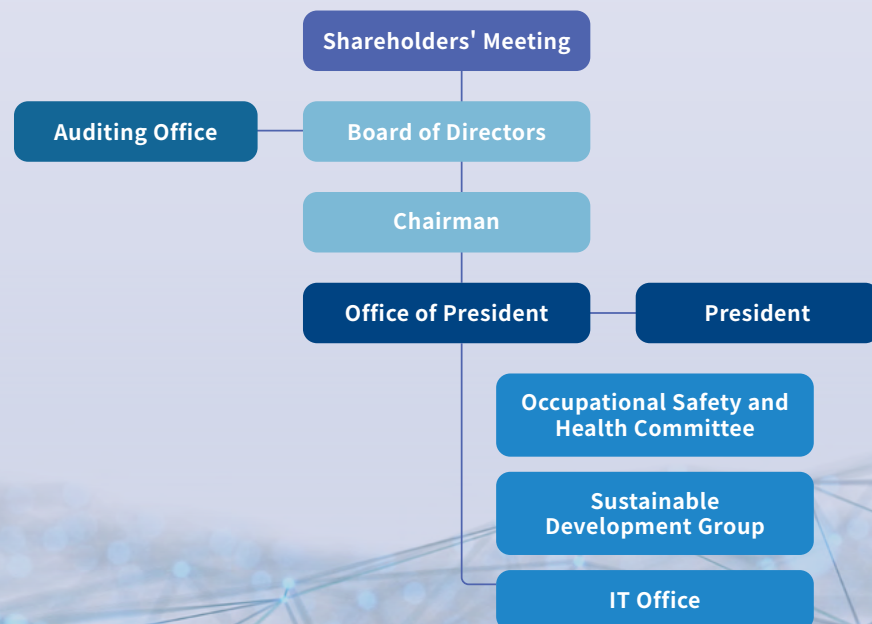 Shareholders' Meeting
Auditing Office
Board of Directors
Chairman
Office of President
President
Occupational Safety and
Health Committee
Sustainable
Development Group
IT Office